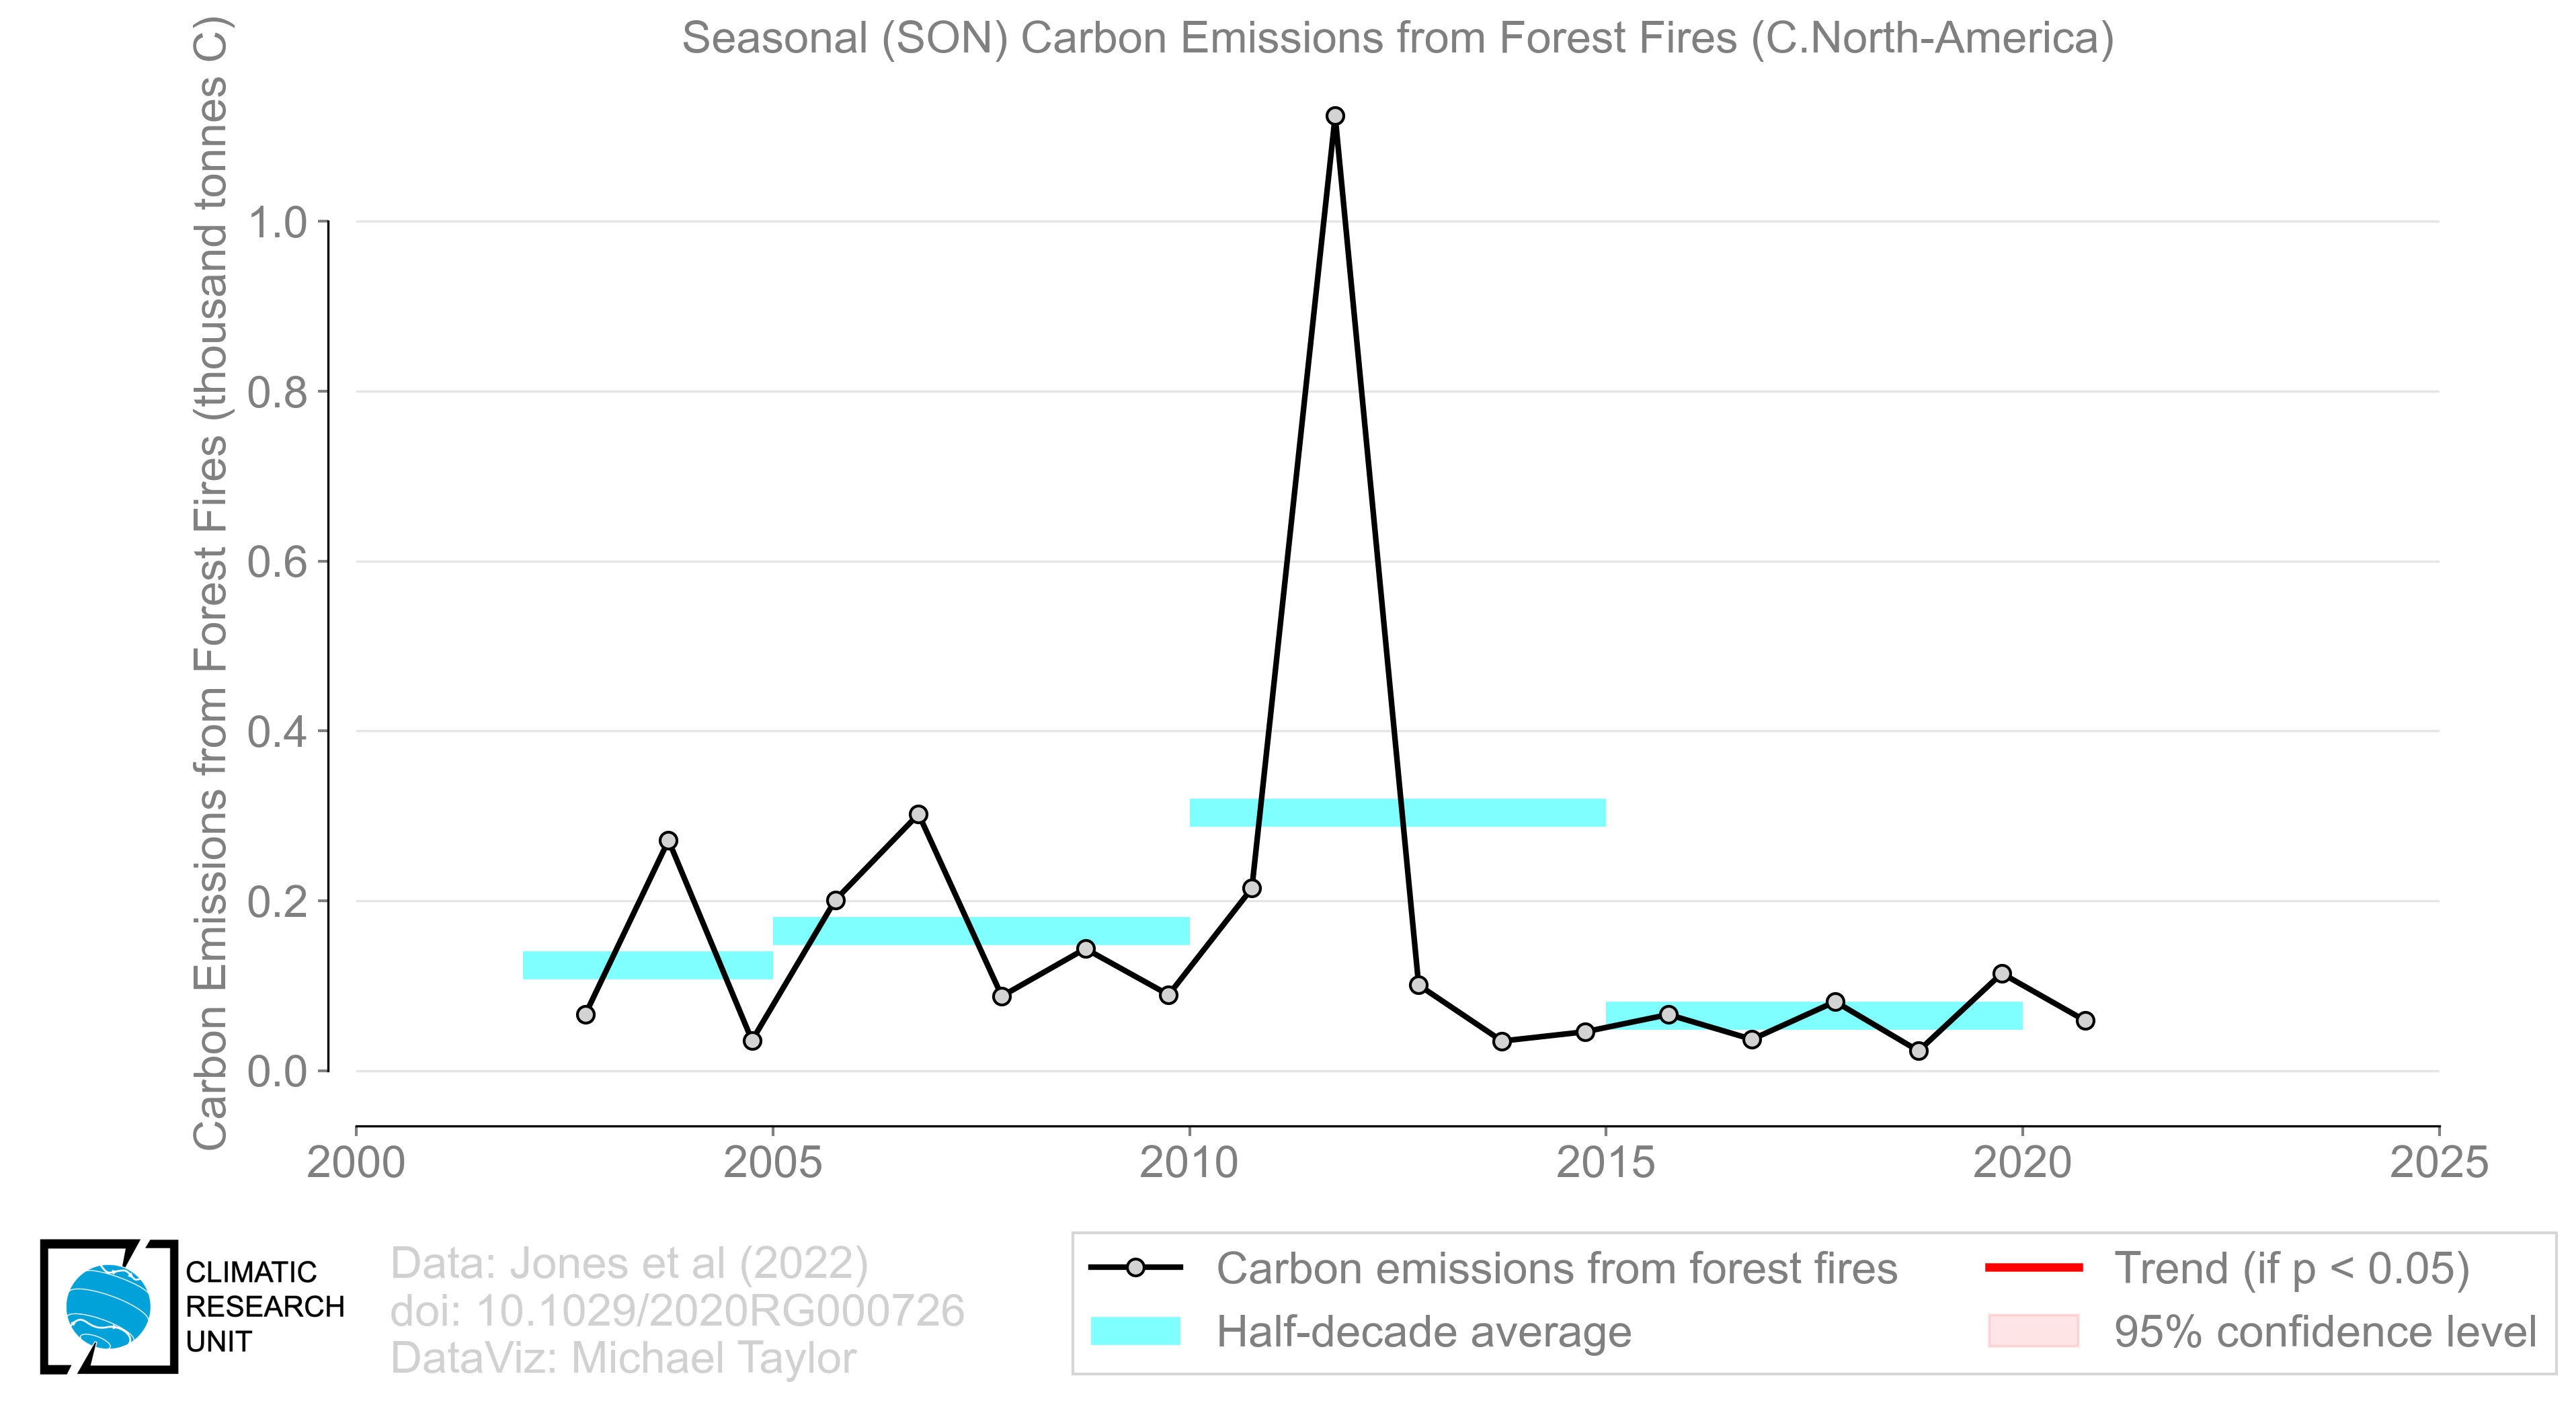 Seasonal (SON) Carbon Emissions from Forest Fires (C.North-America)
Carbon Emissions from Forest Fires (thousand tonnes C)
1.0
0.8
0.6
0.4
0.2
0.0
2000 2005 2010 2015 2020 2025
CLIMATIC
RESEARCH
UNIT
Data: Jones et al (2022)
doi: 10.1029/2020RG000726
DataViz: Michael Taylor
Carbon emissions from forest fires
Half-decade average
Trend (if p < 0.05)
95% confidence level